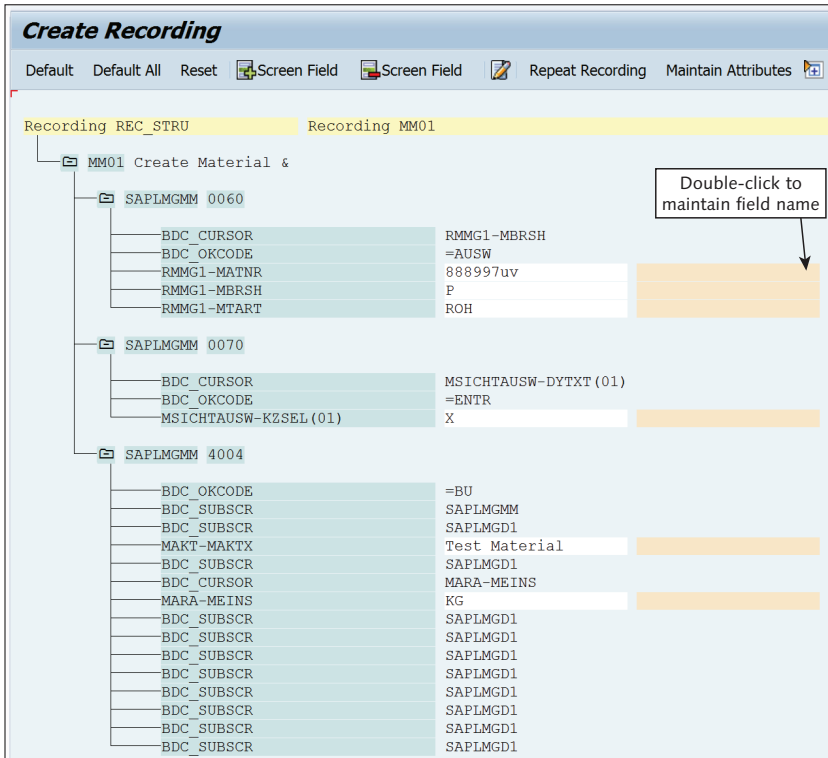 Create Recording
Default Default All Reset Screen Field Screen Field Repeat Recording Maintain Attributes
Recording REC_STRU Recording MM01
MM01 Create Material &
Double-click to
maintain field name
SAPLMGMM 0060
BDC_CURSOR RMMG1-MBRSH
BDC_OKCODE =AUSW
RMMG1-MATNR 888997uv
RMMG1-MBRSH P
RMMG1-MTART ROH
SAPLMGMM 0070
BDC_CURSOR MSICHTAUSW-DYTXT(01)
BDC_OKCODE =ENTR
MSICHTAUSW-KZSEL(01) X
SAPLMGMM 4004
BDC_OKCODE =BU
BDC_SUBSCR SAPLMGMM
BDC_SUBSCR SAPLMGD1
MAKT-MAKTX Test Material
BDC_SUBSCR SAPLMGD1
BDC_CURSOR MARA-MEINS
MARA-MEINS KG
BDC_SUBSCR SAPLMGD1
BDC_SUBSCR SAPLMGD1
BDC_SUBSCR SAPLMGD1
BDC_SUBSCR SAPLMGD1
BDC_SUBSCR SAPLMGD1
BDC_SUBSCR SAPLMGD1
BDC_SUBSCR SAPLMGD1
BDC_SUBSCR SAPLMGD1